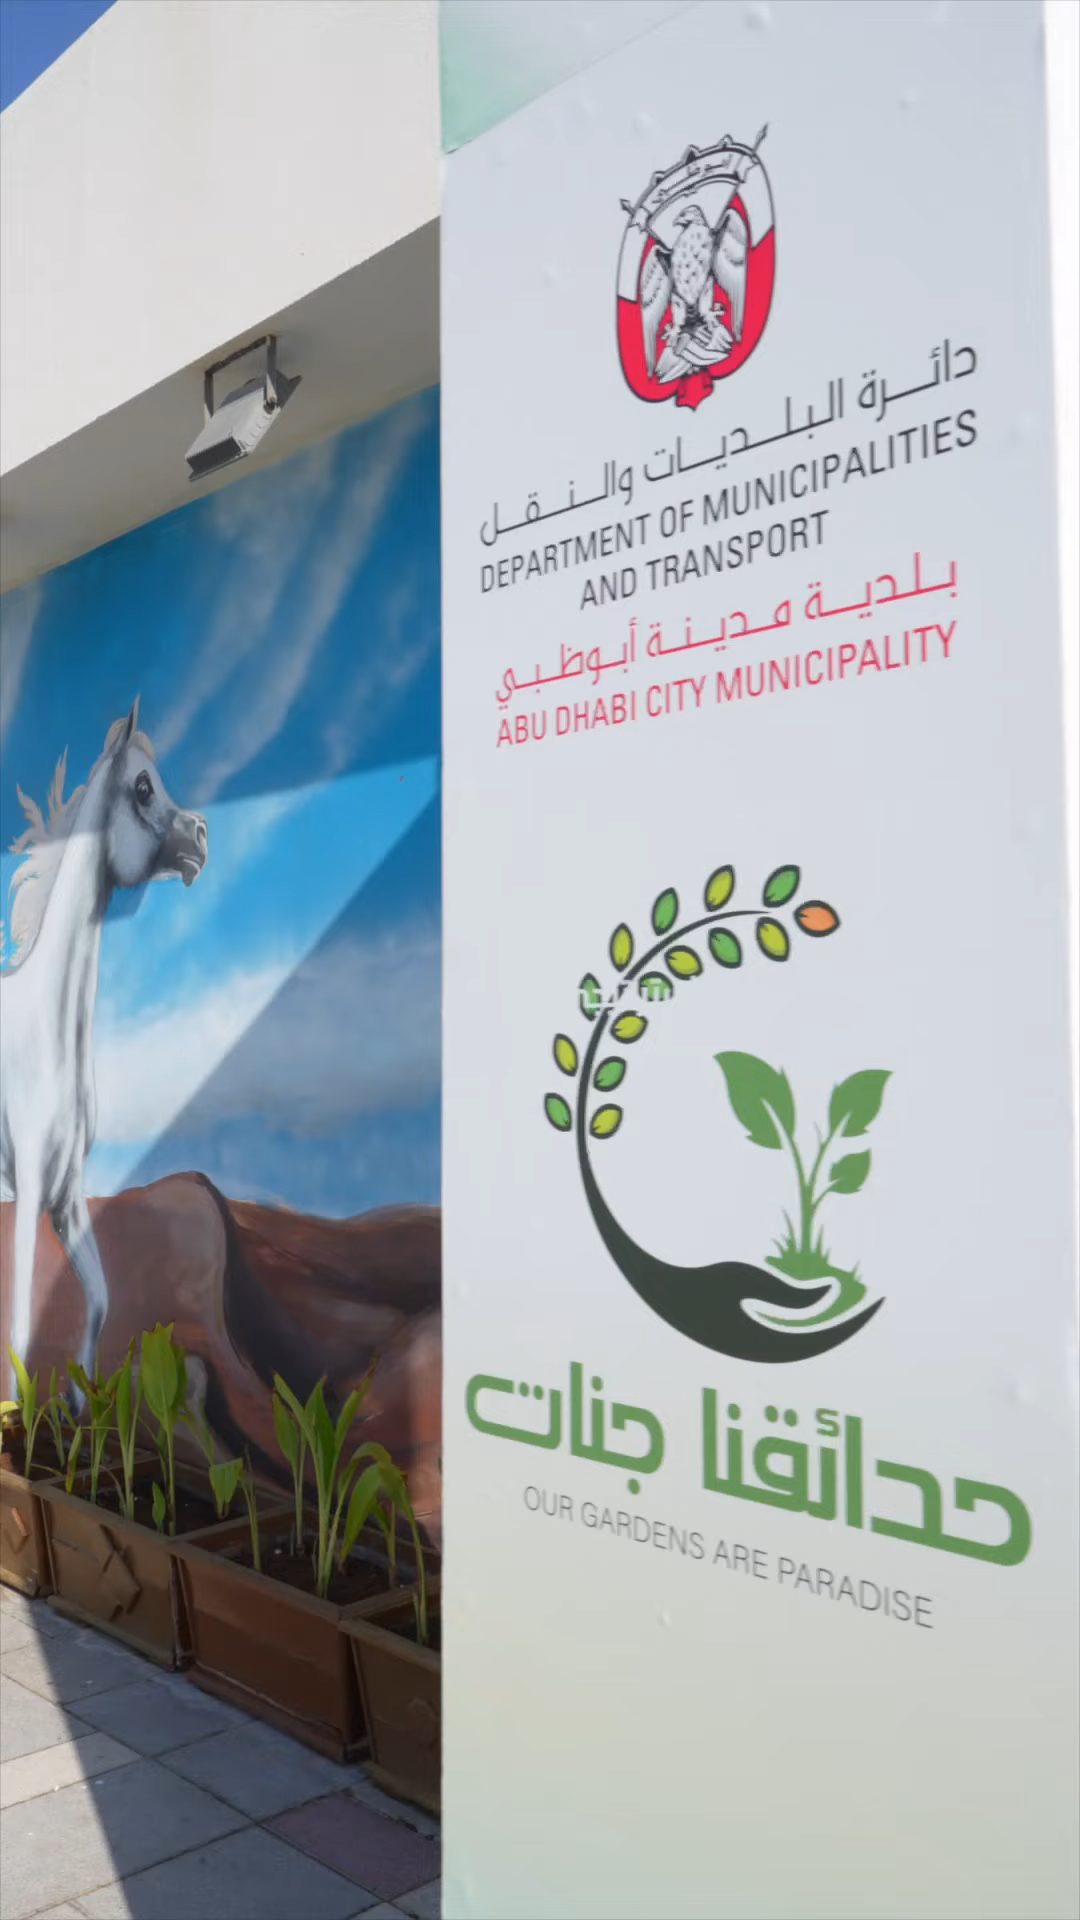 أبوظبي
دائرة البلديات والنقل
DEPARTMENT OF MUNICIPALITIES
AND TRANSPORT
بلدية مدينة أبوظبي
ABU DHABI CITY MUNICIPALITY
حدائقنا جنات
OUR GARDENS ARE PARADISE